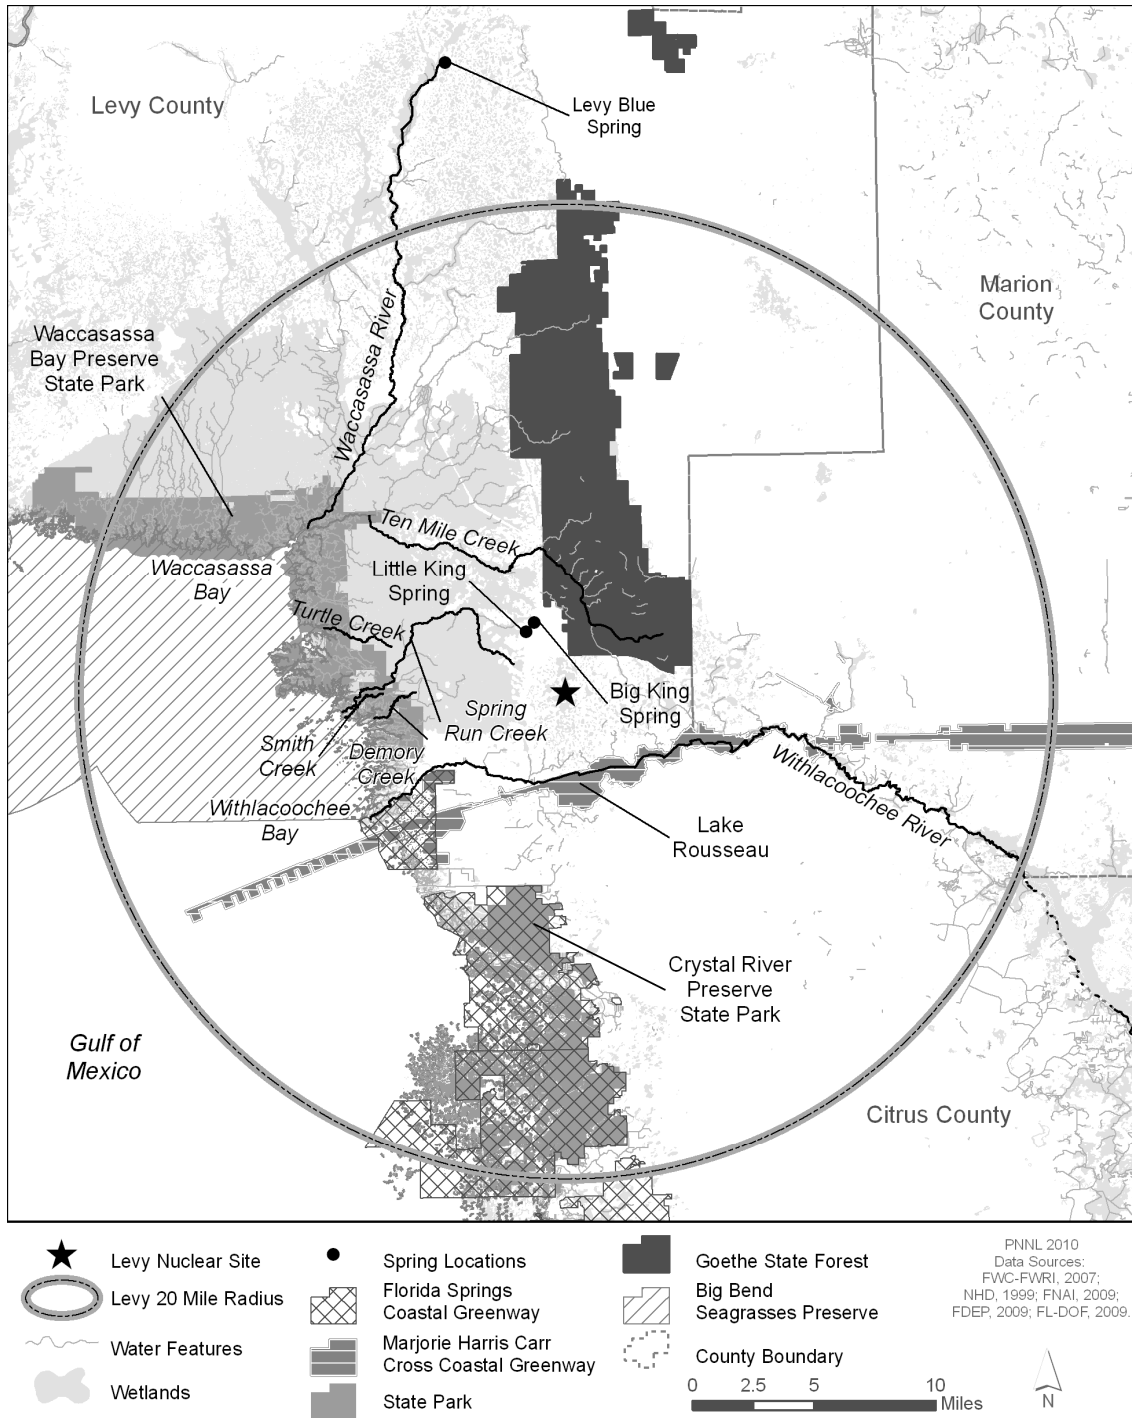 Levy County
Levy Blue
Spring
Marion
County
Waccasassa
Bay Preserve
State Park
Waccasassa River
Ten Mile Creek
Waccasassa
Bay
Little King
Spring
Turtle Creek
Big King
Spring
Spring
Run Creek
Smith
Creek
Demory
Creek
Withlacoochee
Bay
Withlacoochee River
Lake
Rousseau
Crystal River
Preserve
State Park
Gulf of
Mexico
Citrus County
Levy Nuclear Site
Levy 20 Mile Radius
Water Features
Wetlands
Spring Locations
Florida Springs
Coastal Greenway
Marjorie Harris Carr
Cross Coastal Greenway
State Park
Goethe State Forest
Big Bend
Seagrasses Preserve
County Boundary
0 2.5 5 10
Miles
PNNL 2010
Data Sources:
FWC-FWRI, 2007;
NHD, 1999; FNAI, 2009;
FDEP, 2009; FL-DOF, 2009.
N